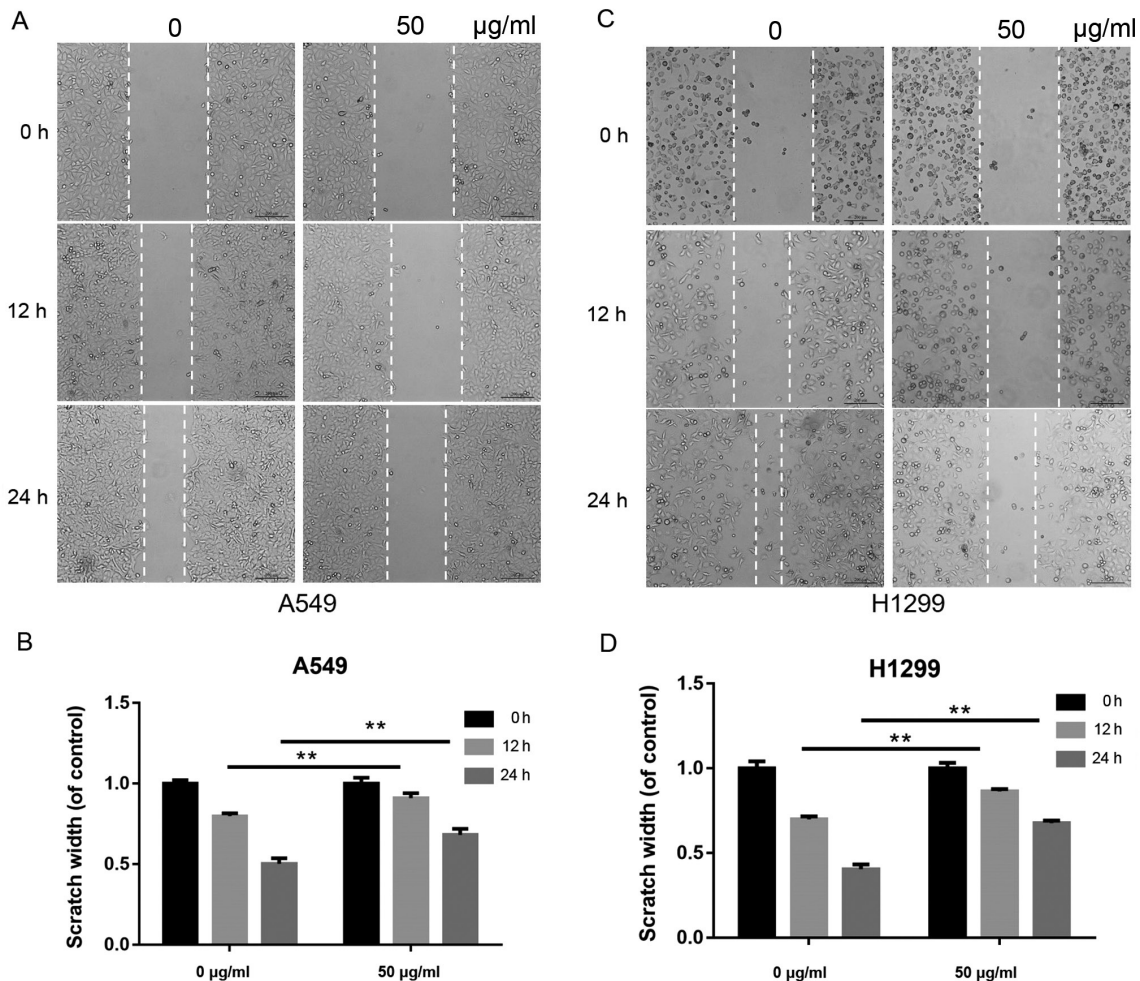 A 0 50 µg/ml
0 h
12 h
24 h
A549
C 0 50 µg/ml
0 h
12 h
24 h
H1299
B
A549
Scratch width (of control)
1.5
1.0
0.5
0.0
** **
0 h
12 h
24 h
0 µg/ml 50 µg/ml
D
H1299
Scratch width (of control)
1.5
1.0
0.5
0.0
** **
0 h
12 h
24 h
0 µg/ml 50 µg/ml